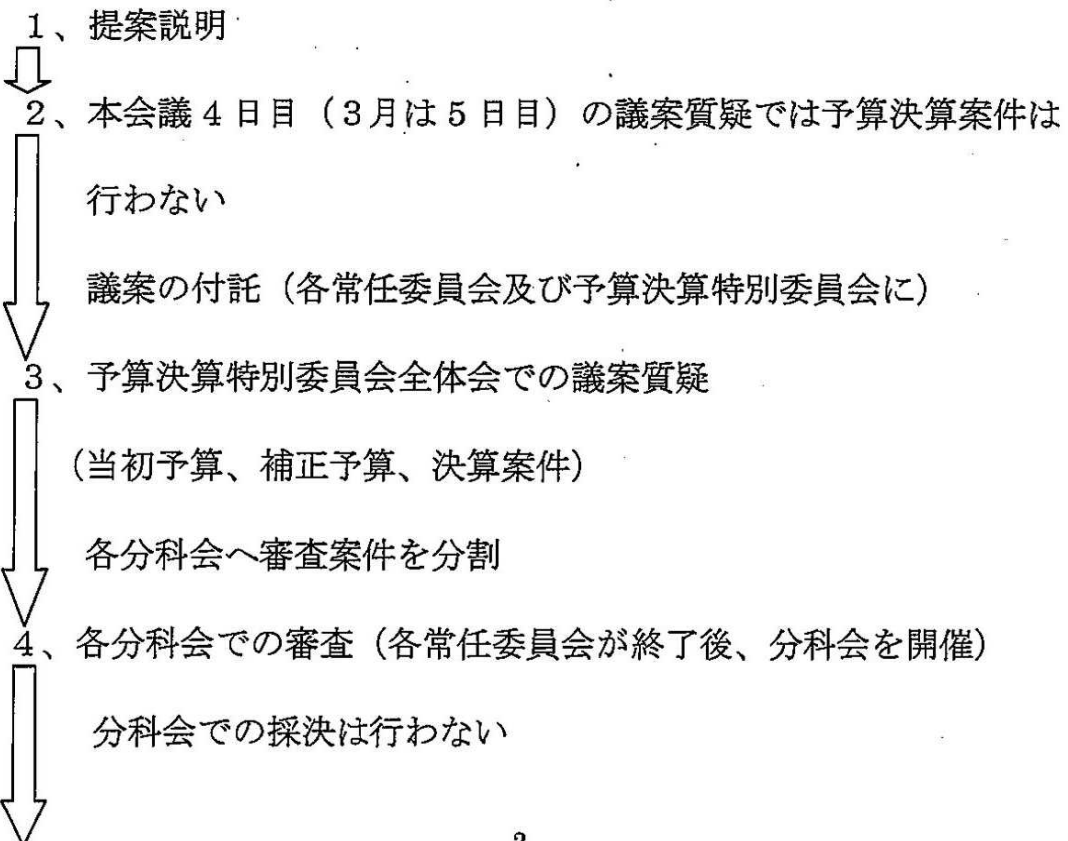 1、提案説明
2、本会議4日目（3月は5日目）の議案質疑では予算決算案件は
行わない
議案の付託（各常任委員会及び予算決算特別委員会に）
3、予算決算特別委員会全体会での議案質疑
（当初予算、補正予算、決算案件）
各分科会へ審査案件を分割
4、各分科会での審査（各常任委員会が終了後、分科会を開催）
分科会での採決は行わない